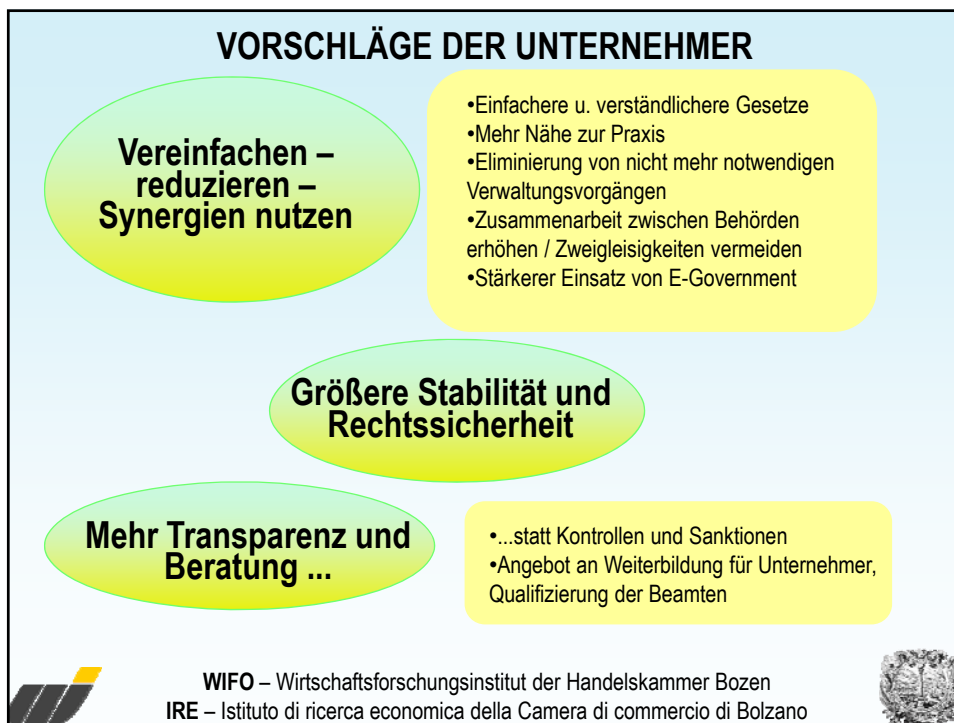 VORSCHLÄGE DER UNTERNEHMER
Vereinfachen –
reduzieren –
Synergien nutzen
•Einfachere u. verständlichere Gesetze
•Mehr Nähe zur Praxis
•Eliminierung von nicht mehr notwendigen
Verwaltungsvorgängen
•Zusammenarbeit zwischen Behörden
erhöhen / Zweigleisigkeiten vermeiden
•Stärkerer Einsatz von E-Government
Größere Stabilität und
Rechtssicherheit
Mehr Transparenz und
Beratung ...
•...statt Kontrollen und Sanktionen
•Angebot an Weiterbildung für Unternehmer,
Qualifizierung der Beamten
WIFO – Wirtschaftsforschungsinstitut der Handelskammer Bozen
IRE – Istituto di ricerca economica della Camera di commercio di Bolzano